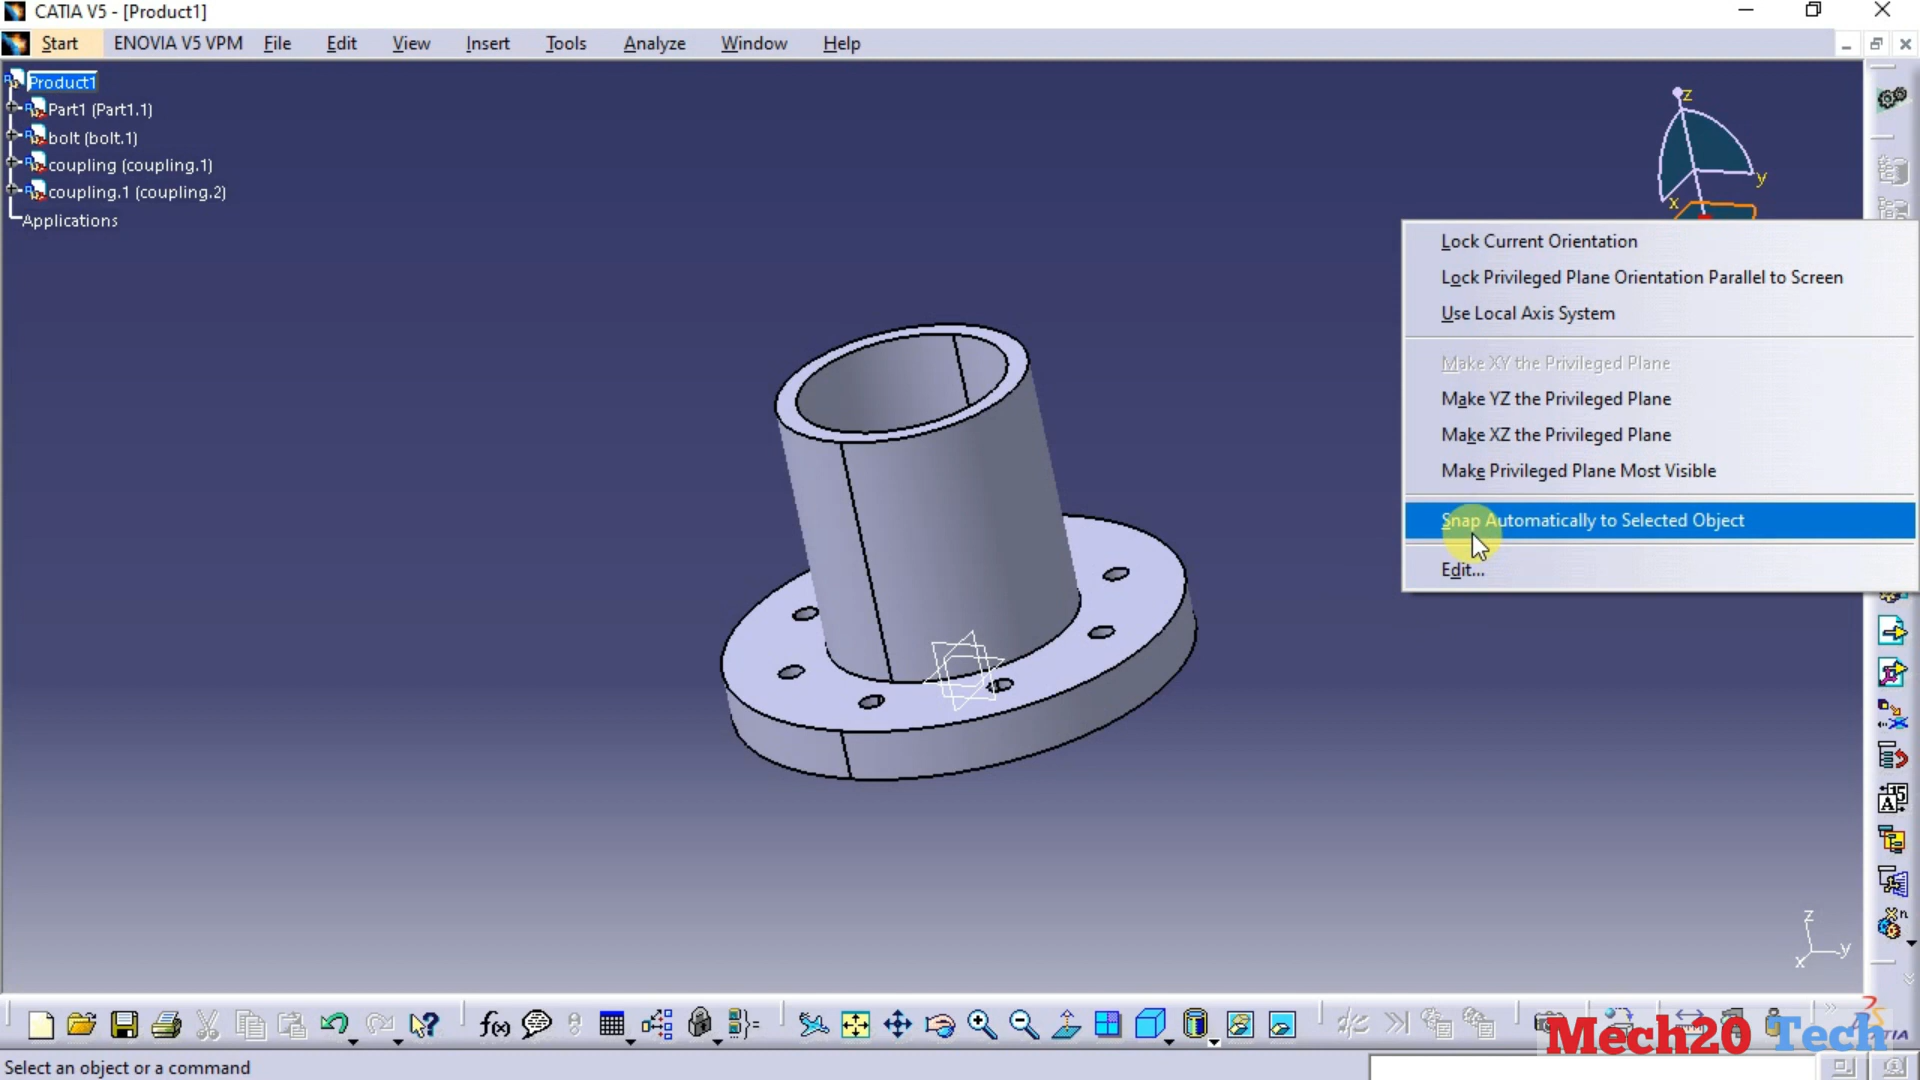 CATIA V5 - [Product1]
Start ENOVIA V5 VPM File Edit View Insert Tools Analyze Window Help
Product1
Part1 (Part1.1)
bolt (bolt.1)
coupling (coupling.1)
coupling.1 (coupling.2)
Applications
z
y
x
Lock Current Orientation
Lock Privileged Plane Orientation Parallel to Screen
Use Local Axis System
Make XY the Privileged Plane
Make YZ the Privileged Plane
Make XZ the Privileged Plane
Make Privileged Plane Most Visible
Snap Automatically to Selected Object
Edit...
z
y
x
f(x)
Mech20 Tech
Select an object or a command